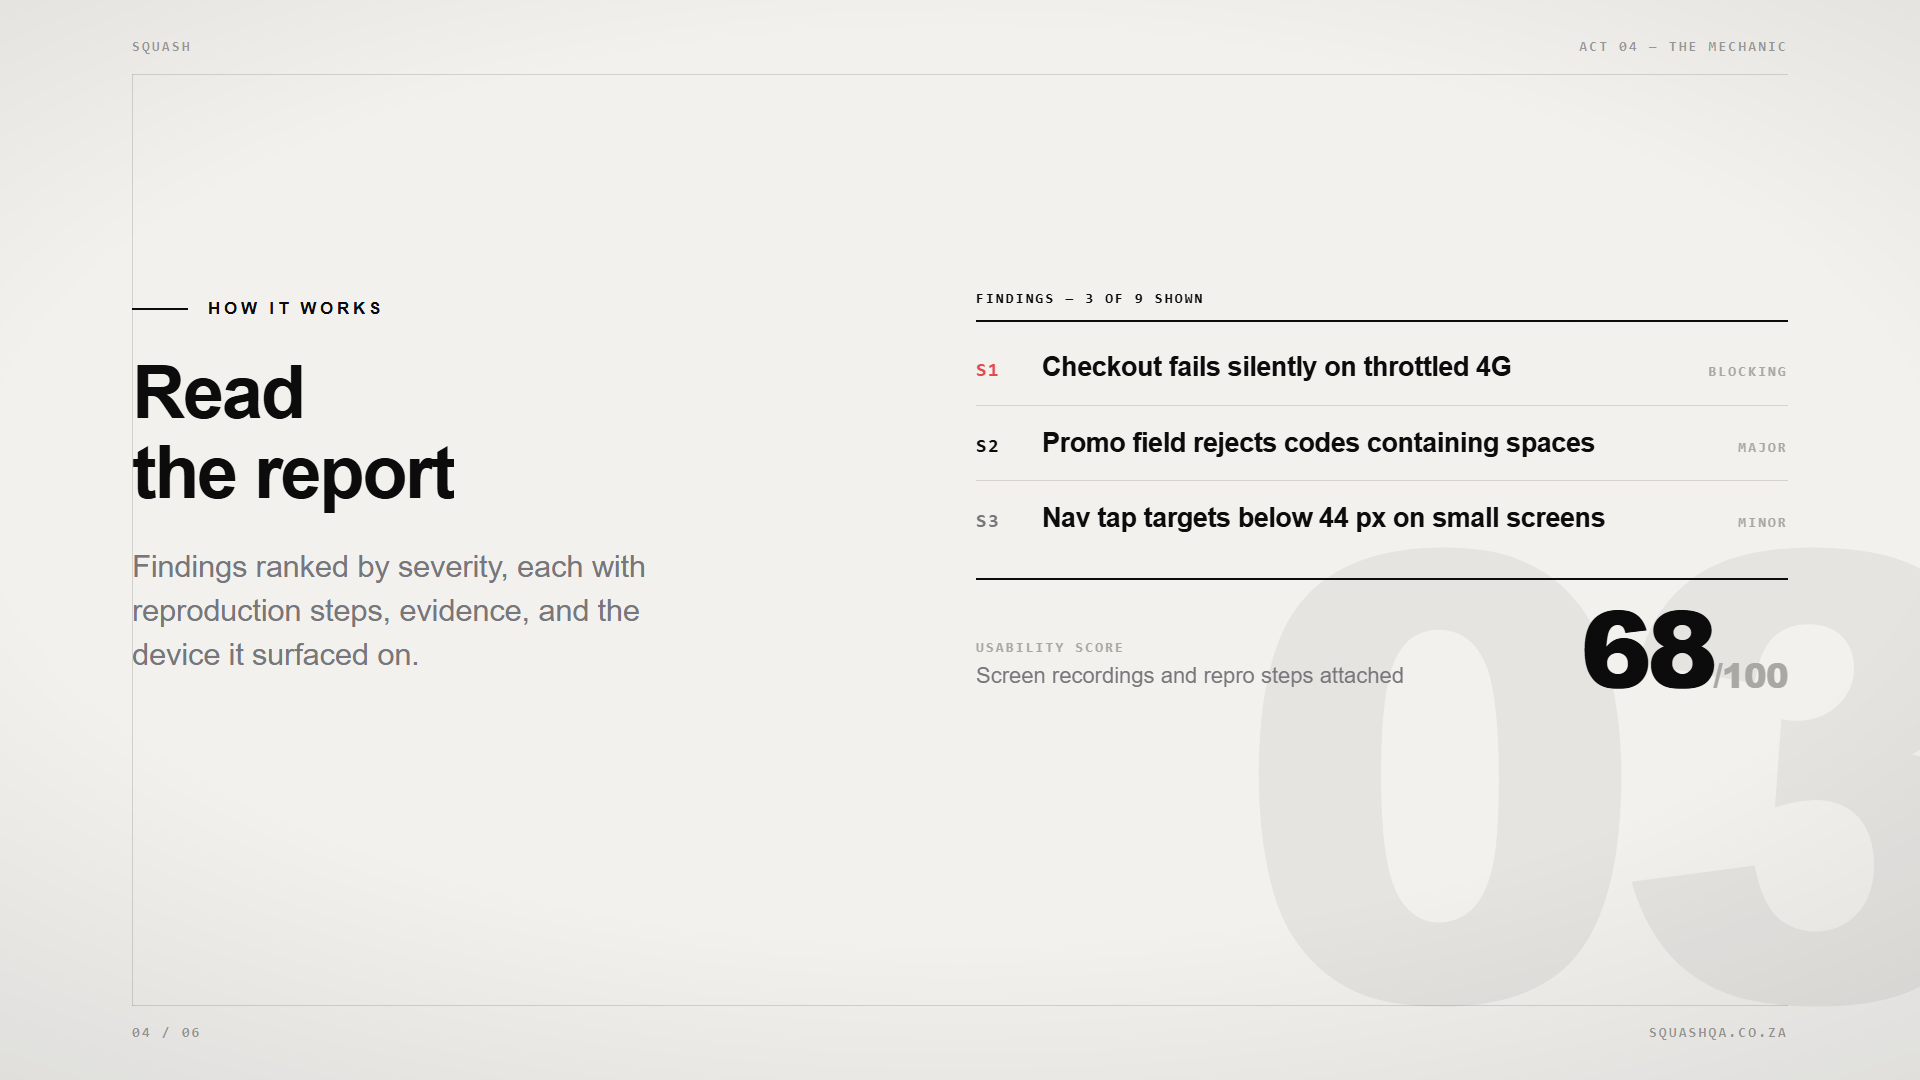 SQUASH
ACT 04 — THE MECHANIC
HOW IT WORKS
Read
the report
Findings ranked by severity, each with
reproduction steps, evidence, and the
device it surfaced on.
FINDINGS — 3 OF 9 SHOWN
S1 Checkout fails silently on throttled 4G BLOCKING
S2 Promo field rejects codes containing spaces MAJOR
S3 Nav tap targets below 44 px on small screens MINOR
USABILITY SCORE
Screen recordings and repro steps attached
68/100
03
04 / 06
SQUASHQA.CO.ZA